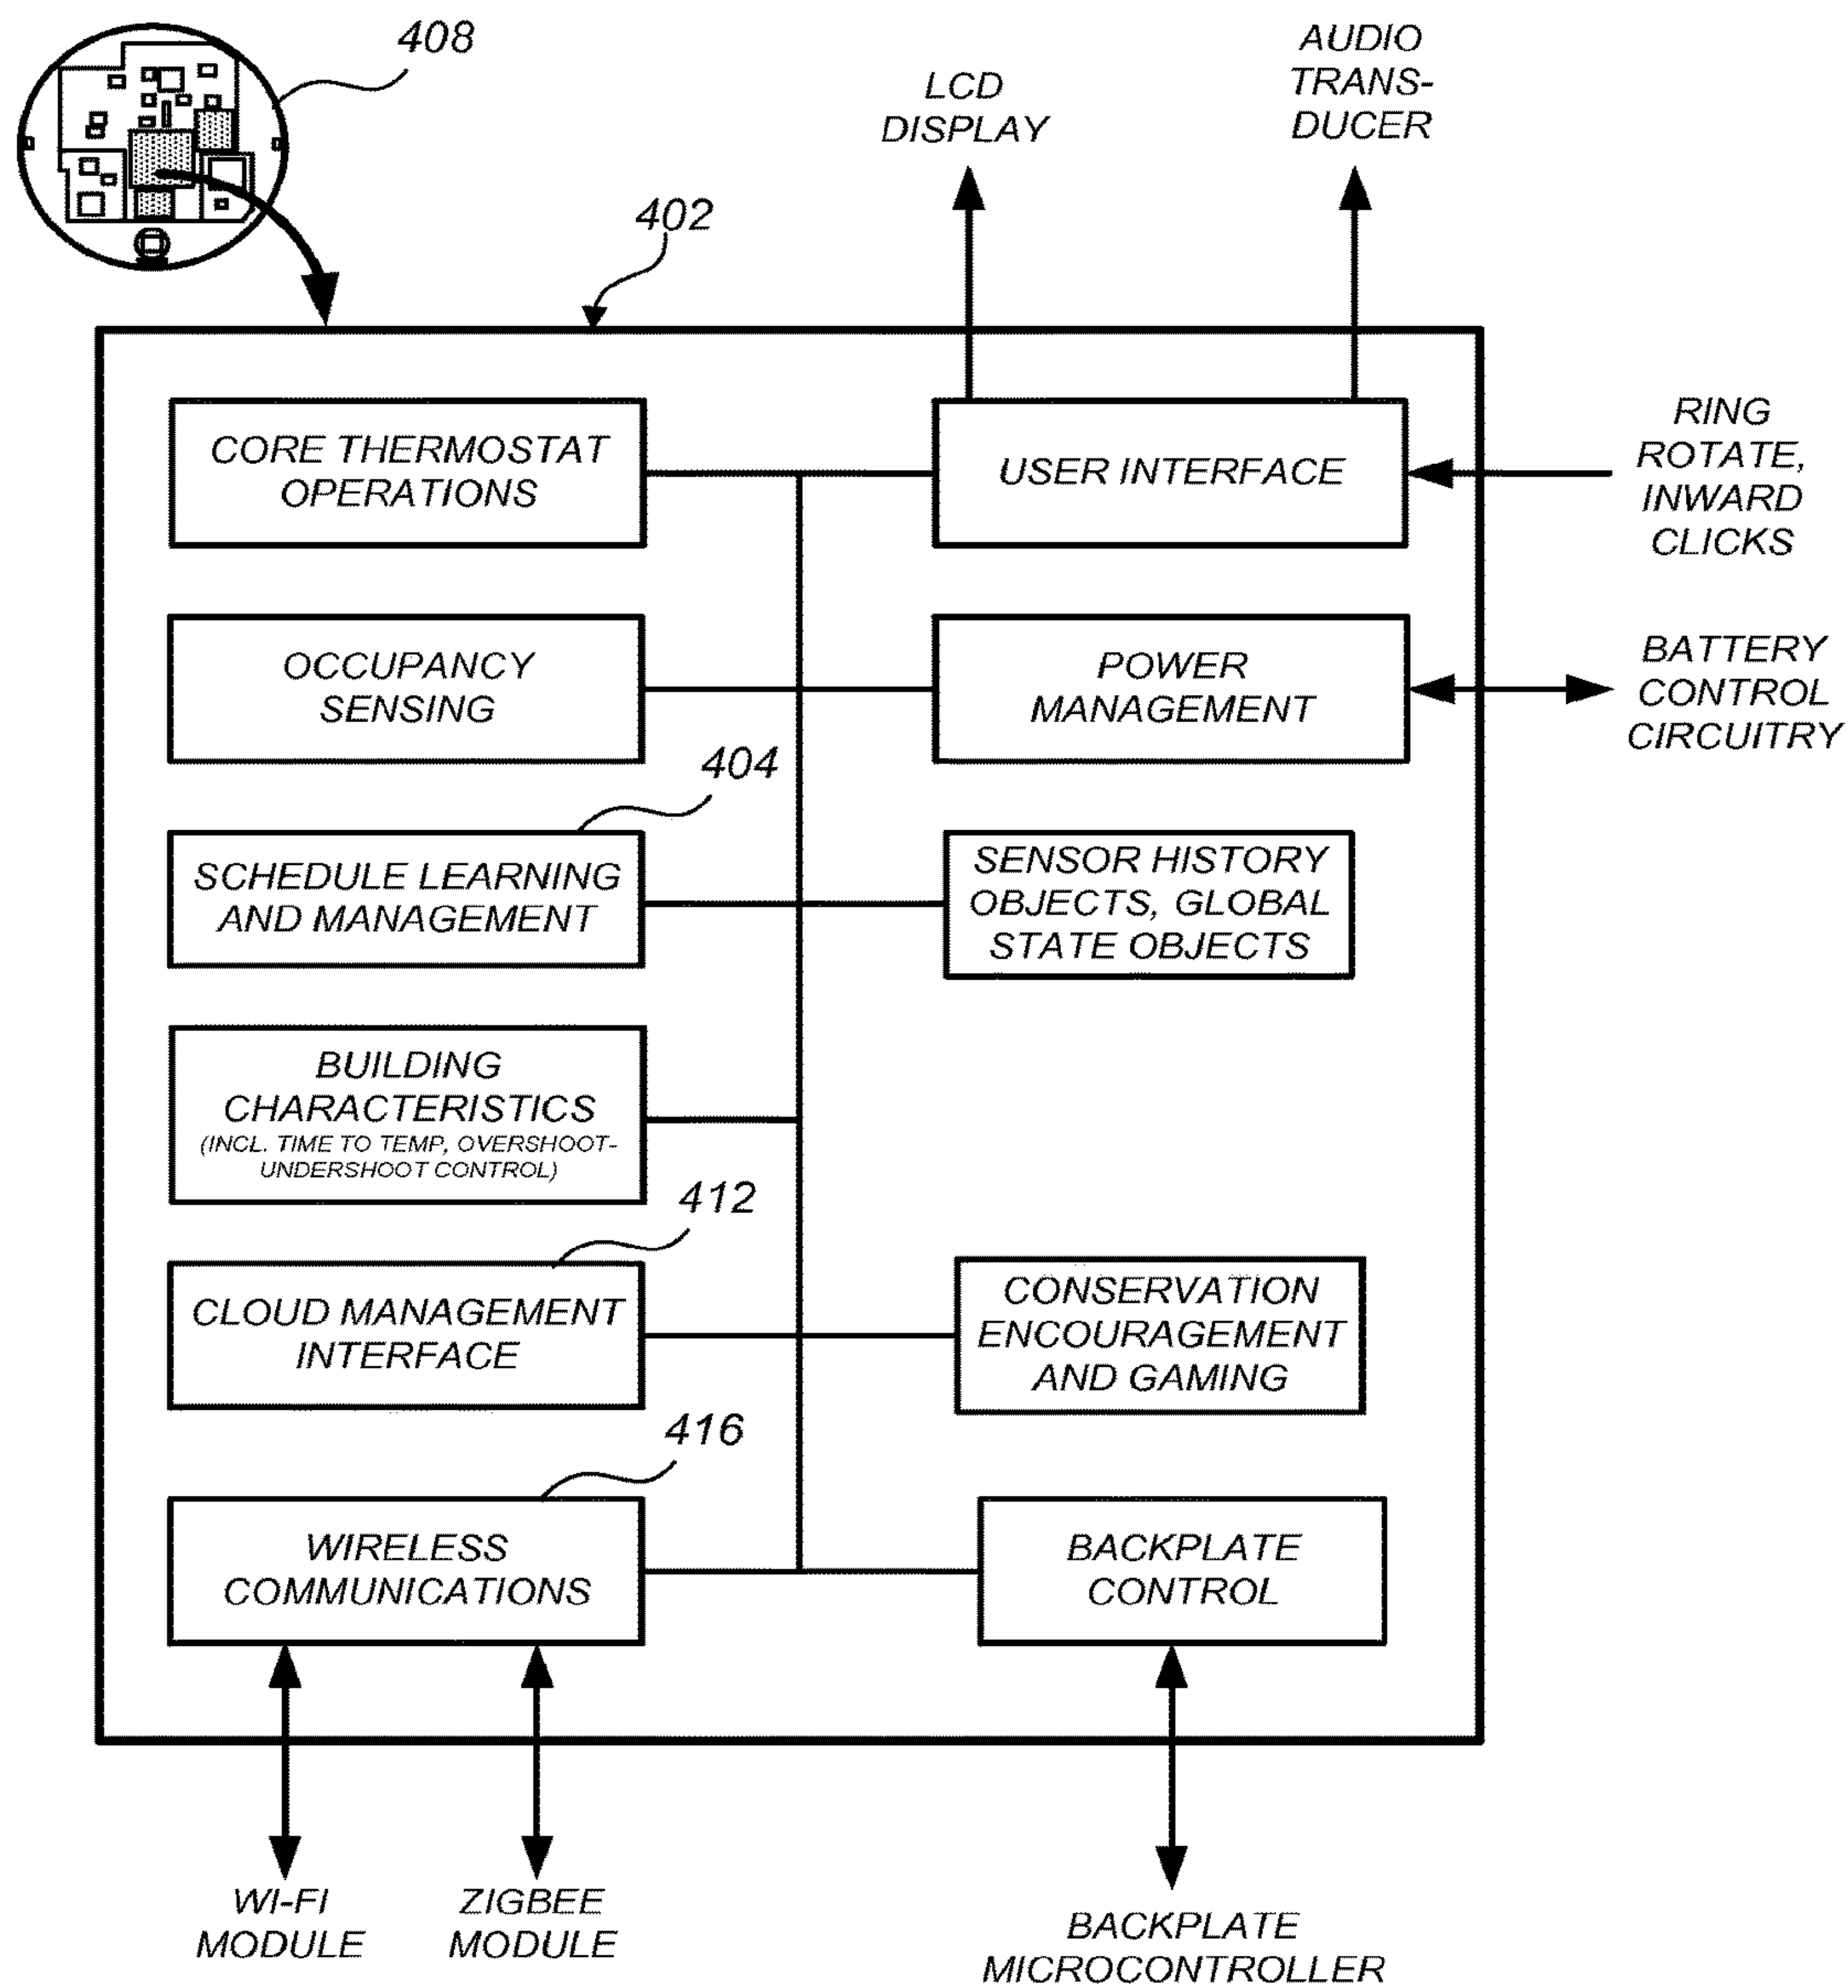 408
LCD
DISPLAY
AUDIO
TRANS-
DUCER
402
CORE THERMOSTAT
OPERATIONS
USER INTERFACE
RING
ROTATE,
INWARD
CLICKS
OCCUPANCY
SENSING
POWER
MANAGEMENT
BATTERY
CONTROL
CIRCUITRY
404
SCHEDULE LEARNING
AND MANAGEMENT
SENSOR HISTORY
OBJECTS, GLOBAL
STATE OBJECTS
BUILDING
CHARACTERISTICS
(INCL. TIME TO TEMP, OVERSHOOT-
UNDERSHOOT CONTROL)
412
CLOUD MANAGEMENT
INTERFACE
CONSERVATION
ENCOURAGEMENT
AND GAMING
416
WIRELESS
COMMUNICATIONS
BACKPLATE
CONTROL
WI-FI
MODULE
ZIGBEE
MODULE
BACKPLATE
MICROCONTROLLER